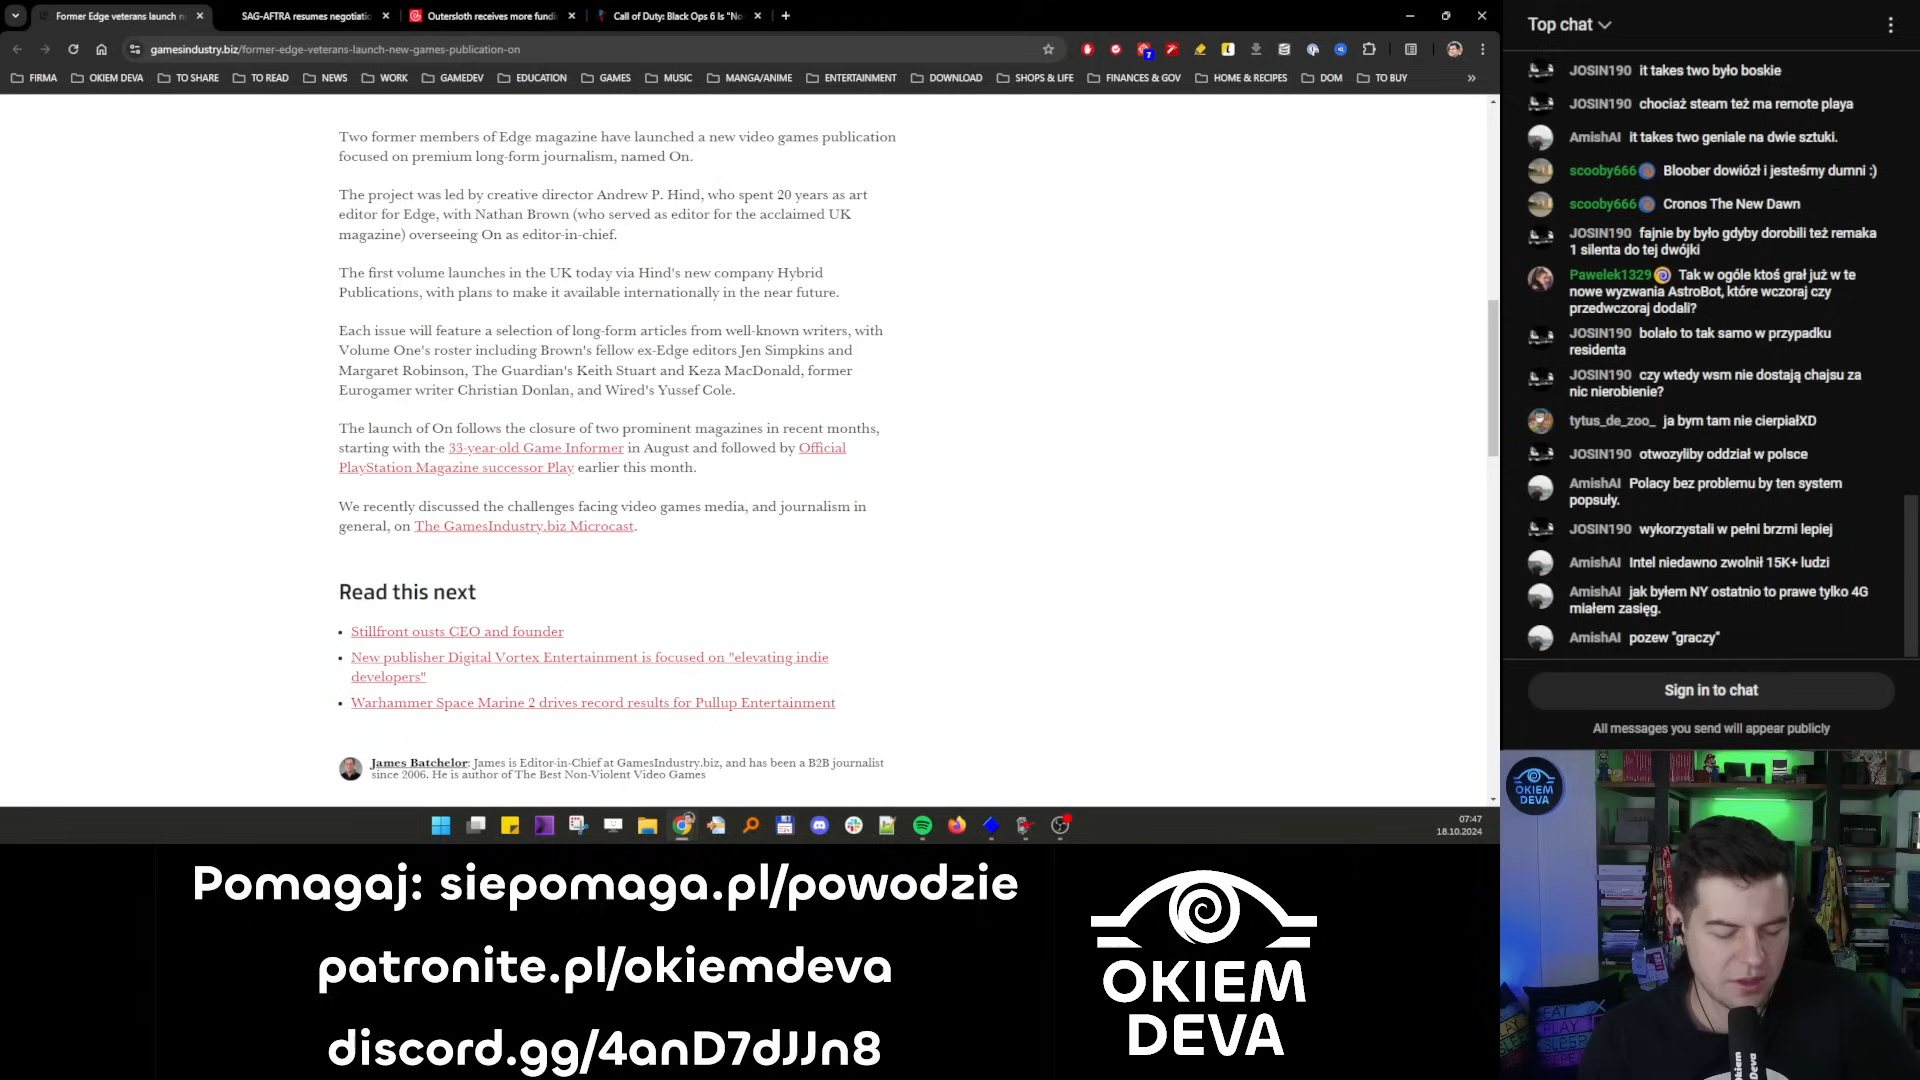 Former Edge veterans launch n
SAG-AFTRA resumes negotiatio
Outersloth receives more fundi
Call of Duty: Black Ops 6 Is "No
gamesindustry.biz/former-edge-veterans-launch-new-games-publication-on
7
FIRMA
OKIEM DEVA
TO SHARE
TO READ
NEWS
WORK
GAMEDEV
EDUCATION
GAMES
MUSIC
MANGA/ANIME
ENTERTAINMENT
DOWNLOAD
SHOPS & LIFE
FINANCES & GOV
HOME & RECIPES
DOM
TO BUY
Two former members of Edge magazine have launched a new video games publication
focused on premium long-form journalism, named On.
The project was led by creative director Andrew P. Hind, who spent 20 years as art
editor for Edge, with Nathan Brown (who served as editor for the acclaimed UK
magazine) overseeing On as editor-in-chief.
The first volume launches in the UK today via Hind's new company Hybrid
Publications, with plans to make it available internationally in the near future.
Each issue will feature a selection of long-form articles from well-known writers, with
Volume One's roster including Brown's fellow ex-Edge editors Jen Simpkins and
Margaret Robinson, The Guardian's Keith Stuart and Keza MacDonald, former
Eurogamer writer Christian Donlan, and Wired's Yussef Cole.
The launch of On follows the closure of two prominent magazines in recent months,
starting with the 33-year-old Game Informer in August and followed by Official
PlayStation Magazine successor Play earlier this month.
We recently discussed the challenges facing video games media, and journalism in
general, on The GamesIndustry.biz Microcast.
Read this next
• Stillfront ousts CEO and founder
• New publisher Digital Vortex Entertainment is focused on "elevating indie
developers"
• Warhammer Space Marine 2 drives record results for Pullup Entertainment
James Batchelor: James is Editor-in-Chief at GamesIndustry.biz, and has been a B2B journalist
since 2006. He is author of The Best Non-Violent Video Games
07:47
18.10.2024
Top chat
JOSIN190 it takes two było boskie
JOSIN190 chociaż steam też ma remote playa
AmishAI it takes two geniale na dwie sztuki.
scooby666 Bloober dowiózł i jesteśmy dumni :)
scooby666 Cronos The New Dawn
JOSIN190 fajnie by było gdyby dorobili też remaka
1 silenta do tej dwójki
Pawelek1329 Tak w ogóle ktoś grał już w te
nowe wyzwania AstroBot, które wczoraj czy
przedwczoraj dodali?
JOSIN190 bolało to tak samo w przypadku
residenta
JOSIN190 czy wtedy wsm nie dostają chajsu za
nic nierobienie?
tytus_de_zoo_ ja bym tam nie cierpiałXD
JOSIN190 otwozyliby oddział w polsce
AmishAI Polacy bez problemu by ten system
popsuły.
JOSIN190 wykorzystali w pełni brzmi lepiej
AmishAI Intel niedawno zwolnił 15K+ ludzi
AmishAI jak byłem NY ostatnio to prawe tylko 4G
miałem zasięg.
AmishAI pozew "graczy"
Sign in to chat
All messages you send will appear publicly
OKIEM
DEVA
EAT
PLAY
SLEEP
Okiem
Deva
Pomagaj: siepomaga.pl/powodzie
patronite.pl/okiemdeva
discord.gg/4anD7dJJn8
OKIEM
DEVA